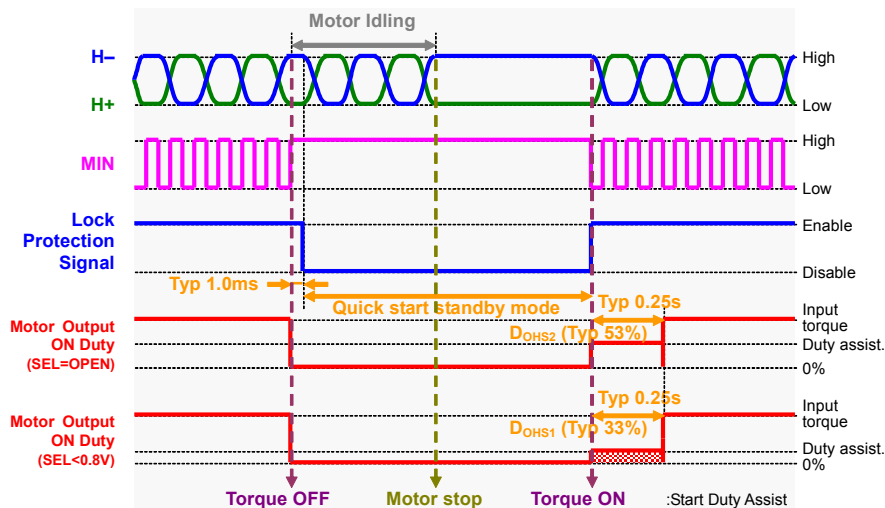 Motor Idling
H–
High
H+
Low
MIN
High
Low
Lock
Protection
Signal
Enable
Disable
Typ 1.0ms
Quick start standby mode
Typ 0.25s
Motor Output
ON Duty
(SEL=OPEN)
DOHS2 (Typ 53%)
Input
torque
Duty assist.
0%
Typ 0.25s
Motor Output
ON Duty
(SEL<0.8V)
DOHS1 (Typ 33%)
Input
torque
Duty assist.
0%
Torque OFF
Motor stop
Torque ON
:Start Duty Assist